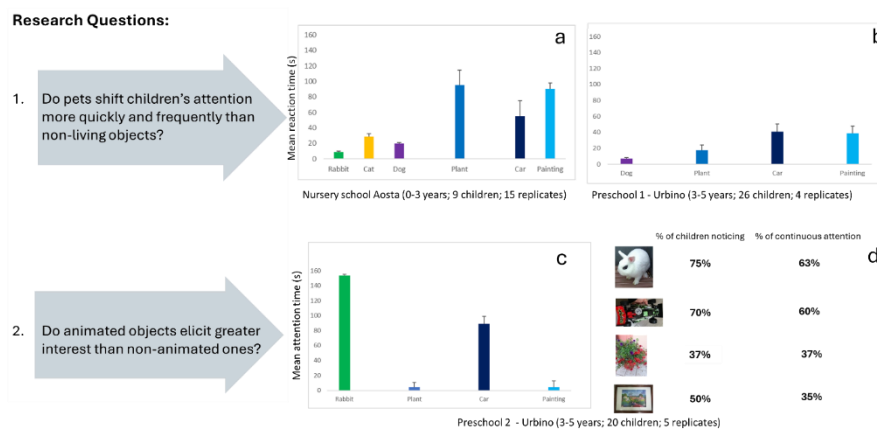 Research Questions:
1. Do pets shift children's attention
more quickly and frequently than
non-living objects?
a
Mean reaction time (s)
160
140
120
100
80
60
40
20
0
Rabbit Cat Dog Plant Car Painting
Nursery school Aosta (0-3 years; 9 children; 15 replicates)
b
160
140
120
100
80
60
40
20
0
Dog Plant Car Painting
Preschool 1 - Urbino (3-5 years; 26 children; 4 replicates)
2. Do animated objects elicit greater
interest than non-animated ones?
c
Mean attention time (s)
160
140
120
100
80
60
40
20
0
Rabbit Plant Car Painting
% of children noticing % of continuous attention
d
75% 63%
70% 60%
37% 37%
50% 35%
Preschool 2 - Urbino (3-5 years; 20 children; 5 replicates)